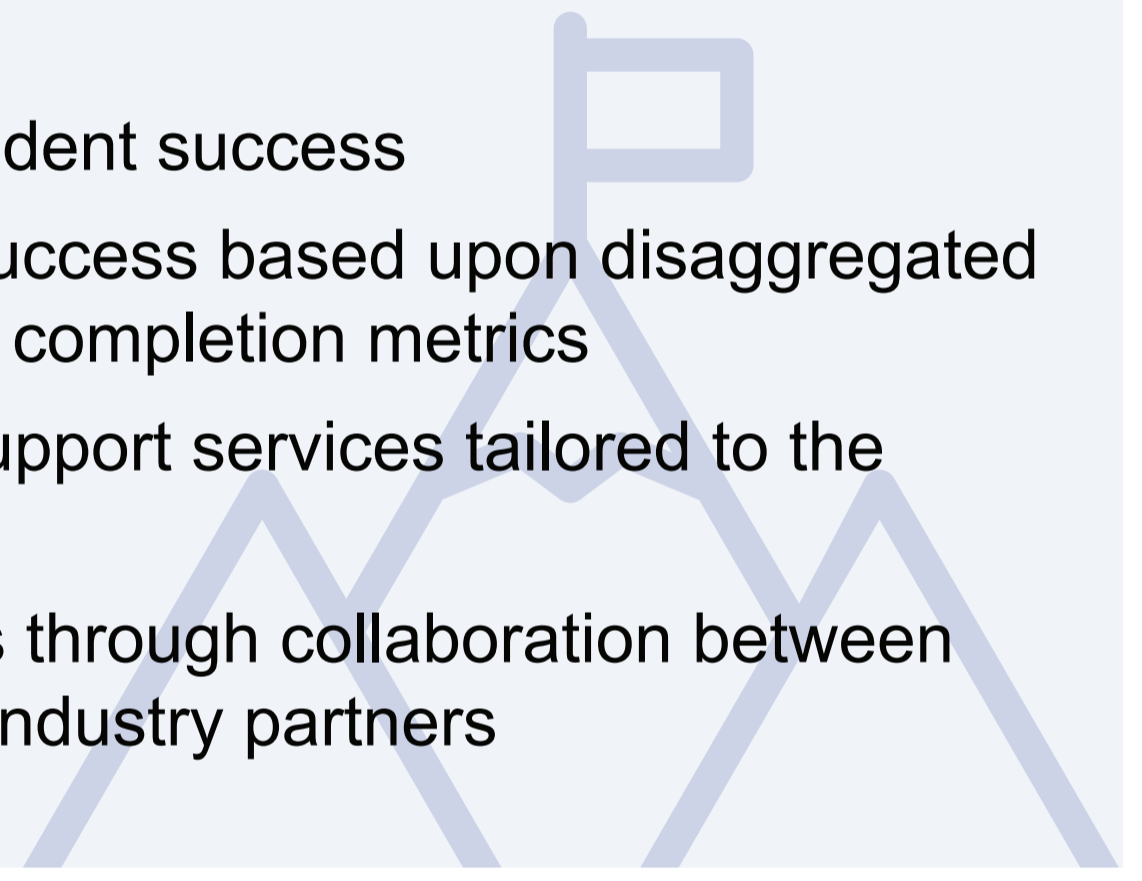 dent success
uccess based upon disaggregated
completion metrics
upport services tailored to the
s through collaboration between
ndustry partners